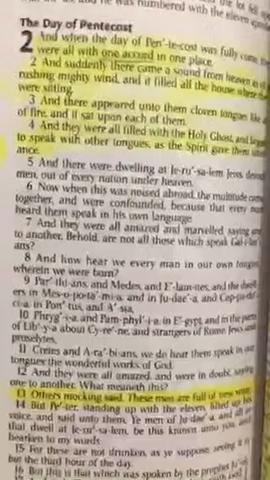 was numbered with the eleven
The Day of Pentecost
2 And when the day of Pen'-te-cost was fully come, they
were all with one accord in one place.
2 And suddenly there came a sound from heaven as of
rushing mighty wind, and it filled all the house where they
were sitting.
3 And there appeared unto them cloven tongues like as
of fire, and it sat upon each of them.
4 And they were all filled with the Holy Ghost, and began
to speak with other tongues, as the Spirit gave them utter-
ance.
5 And there were dwelling at Je-ru'-sa-lem Jews, devout
men, out of every nation under heaven.
6 Now when this was noised abroad, the multitude came
together, and were confounded, because that every man
heard them speak in his own language.
7 And they were all amazed and marvelled, saying one
to another, Behold, are not all these which speak Gal-i-lae'-
ans?
8 And how hear we every man in our own tongue,
wherein we were born?
9 Par'-thi-ans, and Medes, and E'-lam-ites, and the dwell-
ers in Mes-o-pota'-mi-a, and in Ju-dae'-a, and Cap-pa-do'-
ci-a, in Pon'-tus, and A'-sia,
10 Phryg'-i-a, and Pam-phyl'-i-a, in E'-gypt, and in the parts
of Lib'-y-a about Cy-re'-ne, and strangers of Rome, Jews and
proselytes,
11 Cretes and A-ra'-bi-ans, we do hear them speak in our
tongues the wonderful works of God.
12 And they were all amazed, and were in doubt, saying
one to another, What meaneth this?
13 Others mocking said, These men are full of new wine.
14 But Pe'-ter, standing up with the eleven, lifted up his
voice, and said unto them, Ye men of Ju-dae'-a, and all ye
that dwell at Je-ru'-sa-lem, be this known unto you, and
hearken to my words:
15 For these are not drunken, as ye suppose, seeing it is
but the third hour of the day.
16 But this is that which was spoken by the prophet Jo'-el;